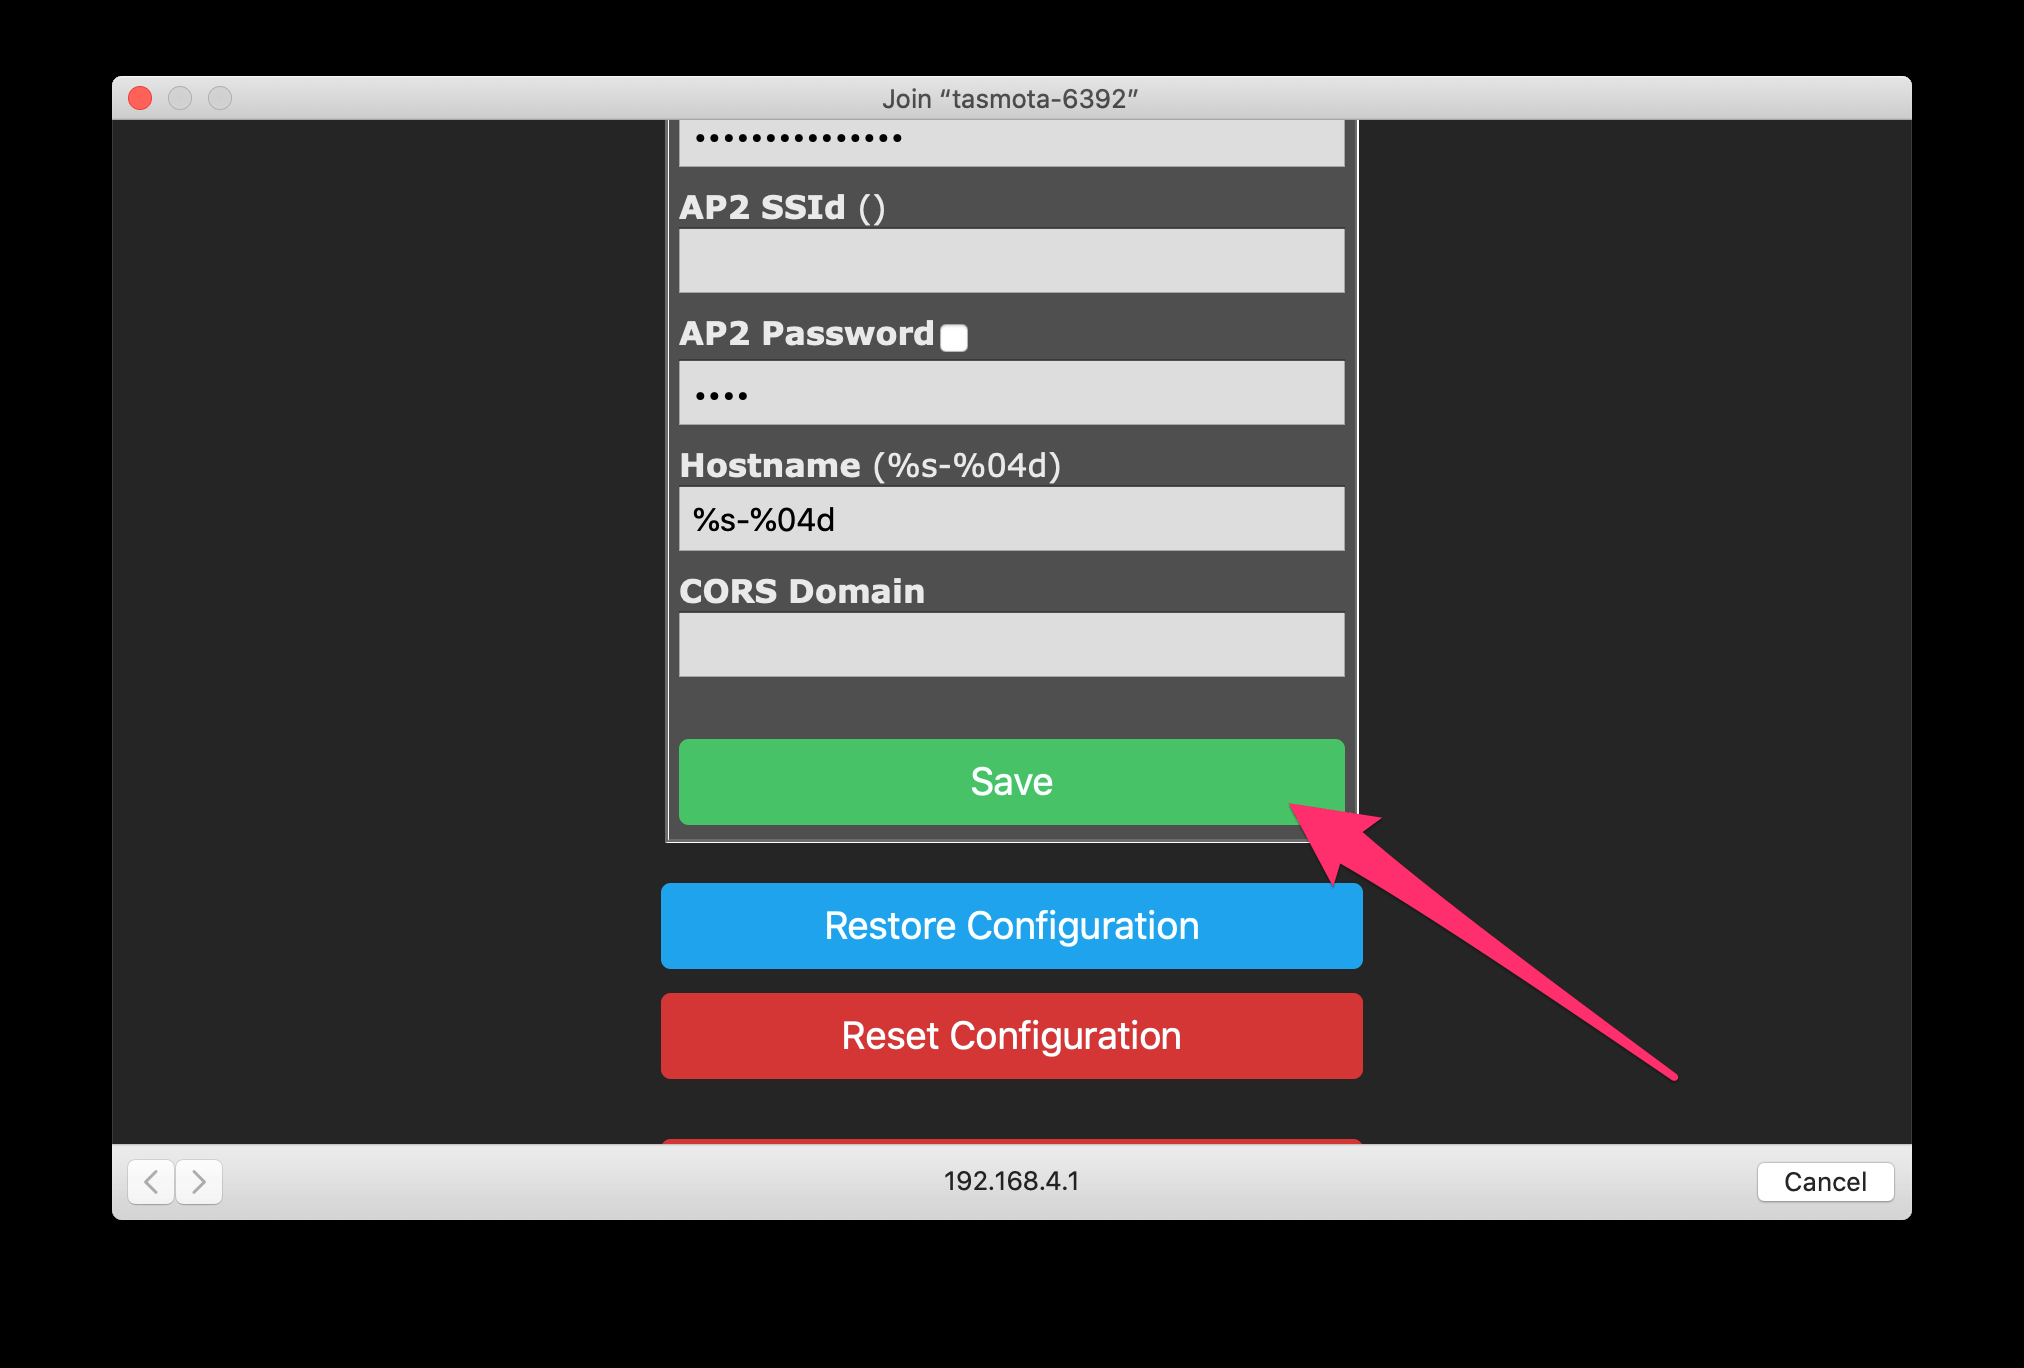 Join “tasmota-6392”
•••••••••••••••
AP2 SSId ()
AP2 Password
••••
Hostname (%s-%04d)
%s-%04d
CORS Domain
Save
Restore Configuration
Reset Configuration
192.168.4.1
Cancel